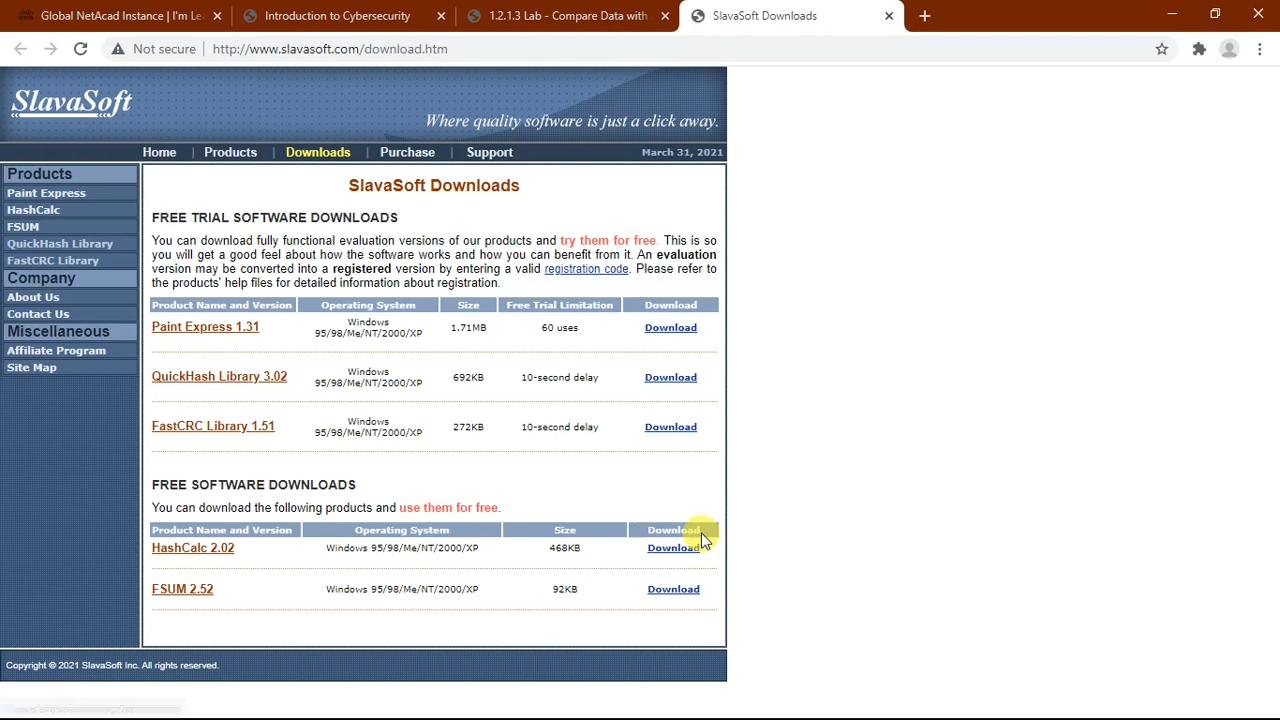 Global NetAcad Instance | I'm Le
Introduction to Cybersecurity
1.2.1.3 Lab - Compare Data with
SlavaSoft Downloads
Not secure
http://www.slavasoft.com/download.htm
SlavaSoft
Where quality software is just a click away.
Home | Products | Downloads | Purchase | Support
March 31, 2021
Products
Paint Express
HashCalc
FSUM
QuickHash Library
FastCRC Library
Company
About Us
Contact Us
Miscellaneous
Affiliate Program
Site Map
SlavaSoft Downloads
FREE TRIAL SOFTWARE DOWNLOADS
You can download fully functional evaluation versions of our products and try them for free. This is so
you will get a good feel about how the software works and how you can benefit from it. An evaluation
version may be converted into a registered version by entering a valid registration code. Please refer to
the products' help files for detailed information about registration.
Product Name and Version Operating System Size Free Trial Limitation Download
Paint Express 1.31 Windows 95/98/Me/NT/2000/XP 1.71MB 60 uses Download
QuickHash Library 3.02 Windows 95/98/Me/NT/2000/XP 692KB 10-second delay Download
FastCRC Library 1.51 Windows 95/98/Me/NT/2000/XP 272KB 10-second delay Download
FREE SOFTWARE DOWNLOADS
You can download the following products and use them for free.
Product Name and Version Operating System Size Download
HashCalc 2.02 Windows 95/98/Me/NT/2000/XP 468KB Download
FSUM 2.52 Windows 95/98/Me/NT/2000/XP 92KB Download
Copyright © 2021 SlavaSoft Inc. All rights reserved.